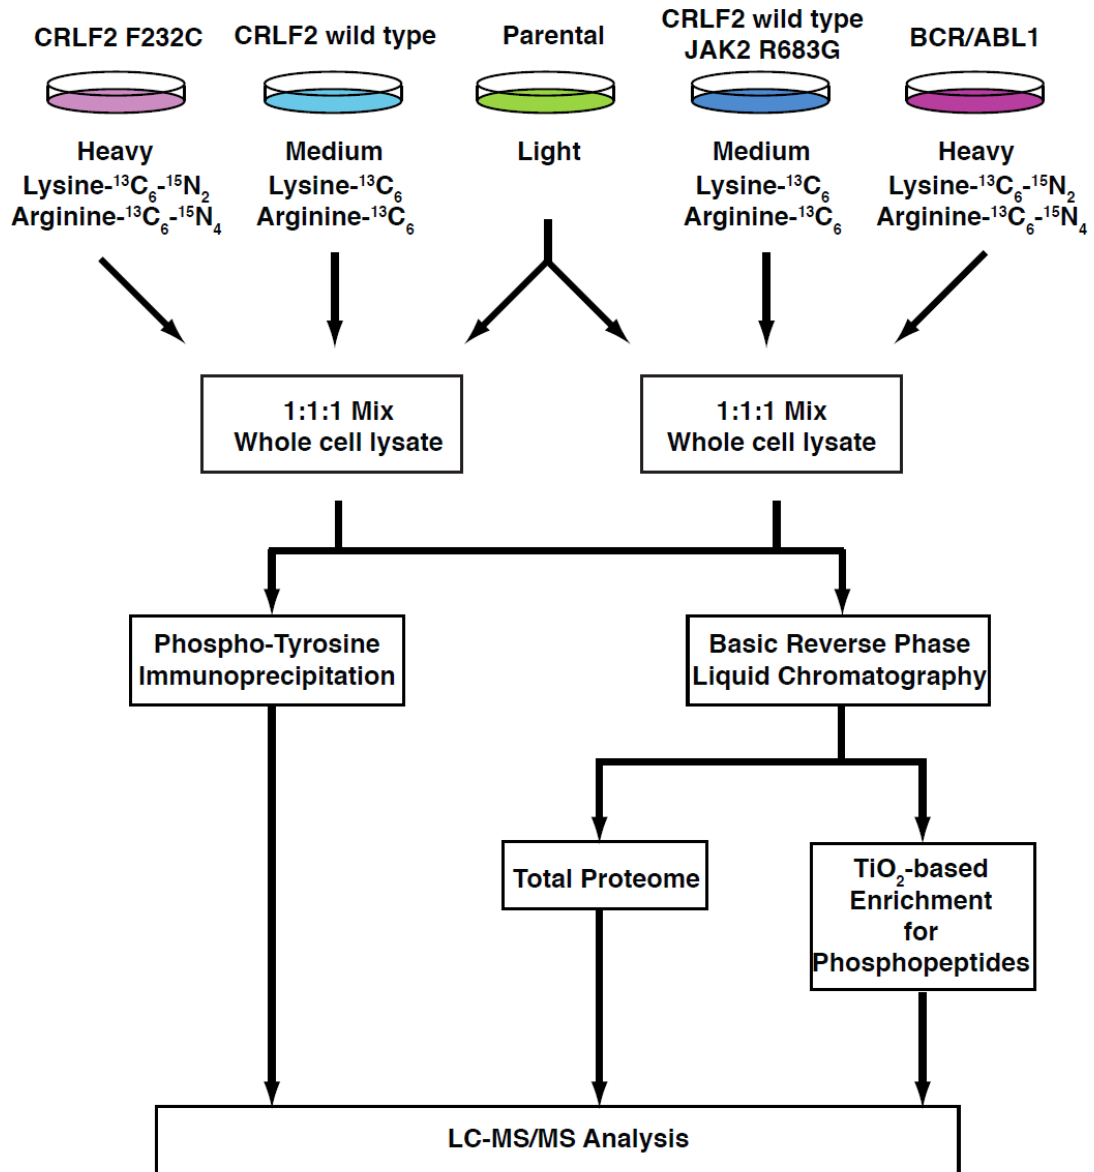 CRLF2 F232C
CRLF2 wild type
Parental
CRLF2 wild type
JAK2 R683G
BCR/ABL1
Heavy
Lysine-¹³C₆-¹⁵N₂
Arginine-¹³C₆-¹⁵N₄
Medium
Lysine-¹³C₆
Arginine-¹³C₆
Light
Medium
Lysine-¹³C₆
Arginine-¹³C₆
Heavy
Lysine-¹³C₆-¹⁵N₂
Arginine-¹³C₆-¹⁵N₄
1:1:1 Mix
Whole cell lysate
1:1:1 Mix
Whole cell lysate
Phospho-Tyrosine
Immunoprecipitation
Basic Reverse Phase
Liquid Chromatography
Total Proteome
TiO₂-based
Enrichment
for
Phosphopeptides
LC-MS/MS Analysis